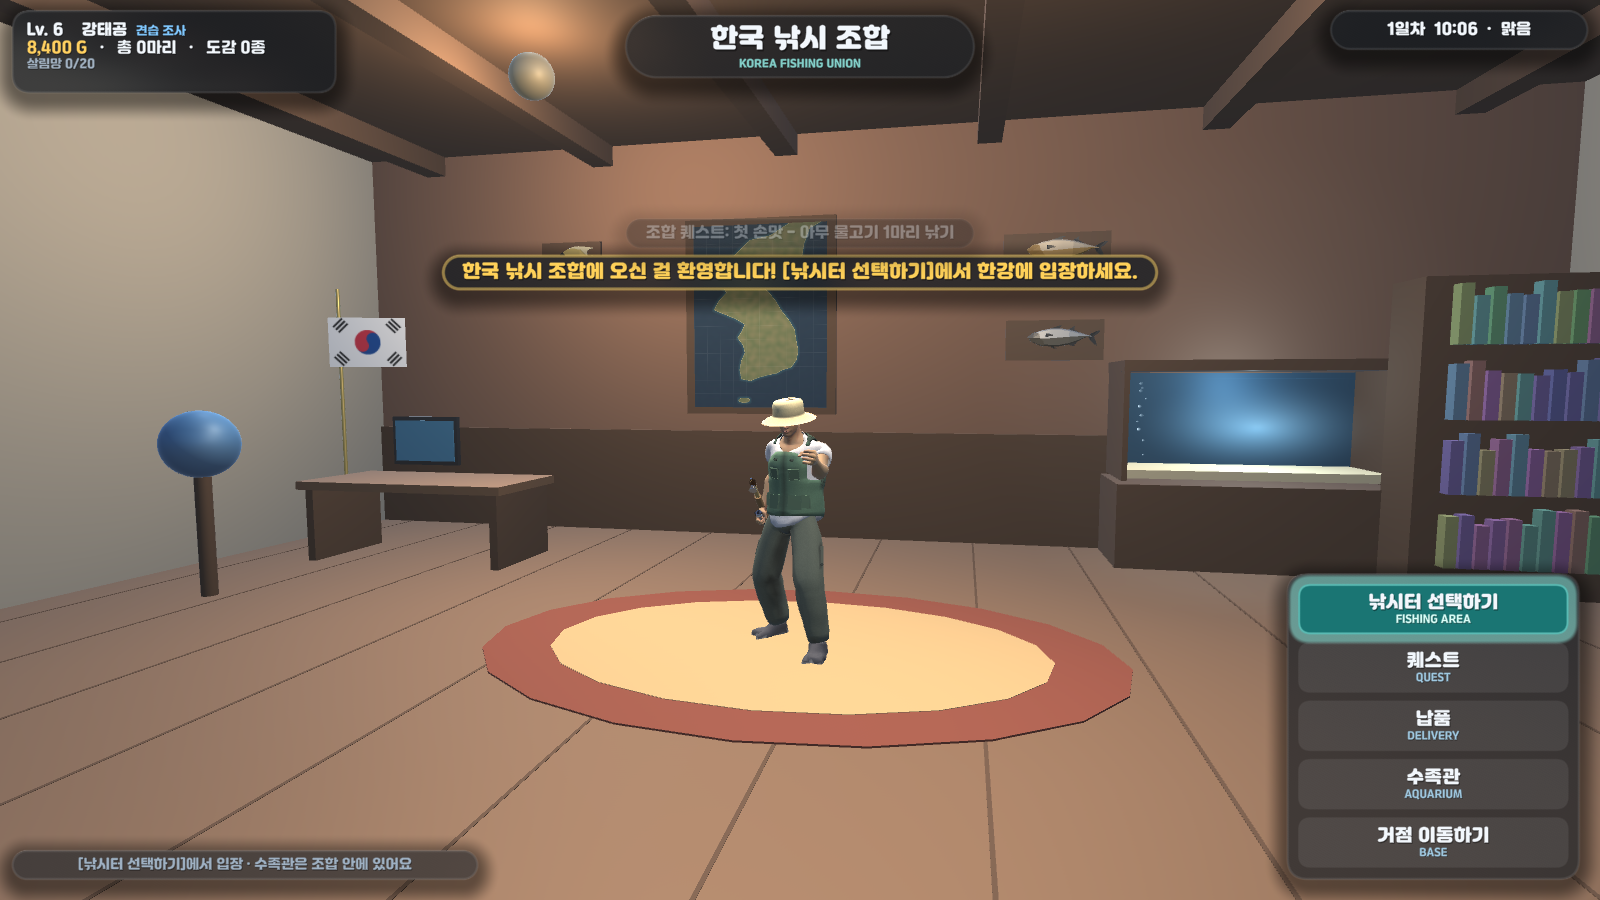 Lv. 6 강태공 견습 조사
8,400 G · 총 0마리 · 도감 0종
살림망 0/20
한국 낚시 조합
KOREA FISHING UNION
1일차 10:06 · 맑음
조합 퀘스트: 첫 손맛 - 아무 물고기 1마리 낚기
한국 낚시 조합에 오신 걸 환영합니다! [낚시터 선택하기]에서 한강에 입장하세요.
낚시터 선택하기
FISHING AREA
퀘스트
QUEST
납품
DELIVERY
수족관
AQUARIUM
거점 이동하기
BASE
[낚시터 선택하기]에서 입장 · 수족관은 조합 안에 있어요